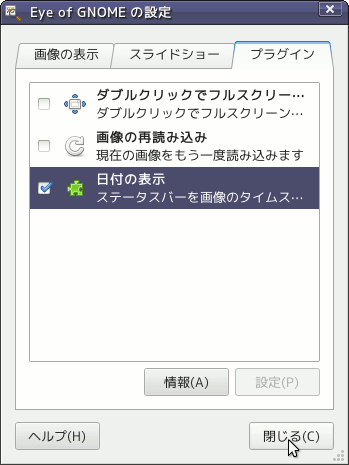 Eye of GNOME の設定
画像の表示 スライドショー プラグイン
ダブルクリックでフルスクリー…
ダブルクリックでフルスクリーン…
画像の再読み込み
現在の画像をもう一度読み込みます
日付の表示
ステータスバーを画像のタイムス…
情報(A) 設定(P)
ヘルプ(H) 閉じる(C)